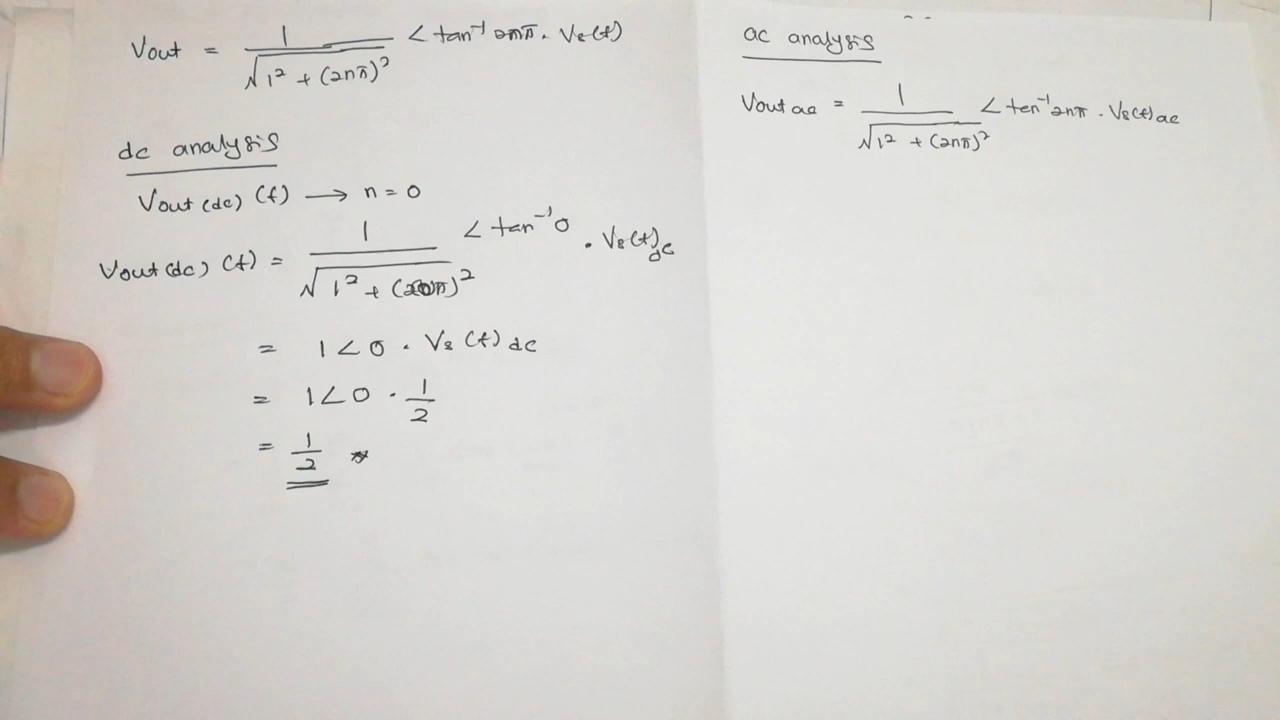 Vout = 1 / √(1² + (2nπ)²) ∠ tan⁻¹ 2nπ . Vs(t)
dc analysis
Vout (dc) (t) → n = 0
Vout (dc) (t) = 1 / √(1² + (20π)²) ∠ tan⁻¹ 0 . Vs(t) dc
= 1∠0 . Vs (t) dc
= 1∠0 . 1/2
= 1/2
ac analysis
Vout ac = 1 / √(1² + (2nπ)²) ∠ tan⁻¹ 2nπ . Vs(t) ac